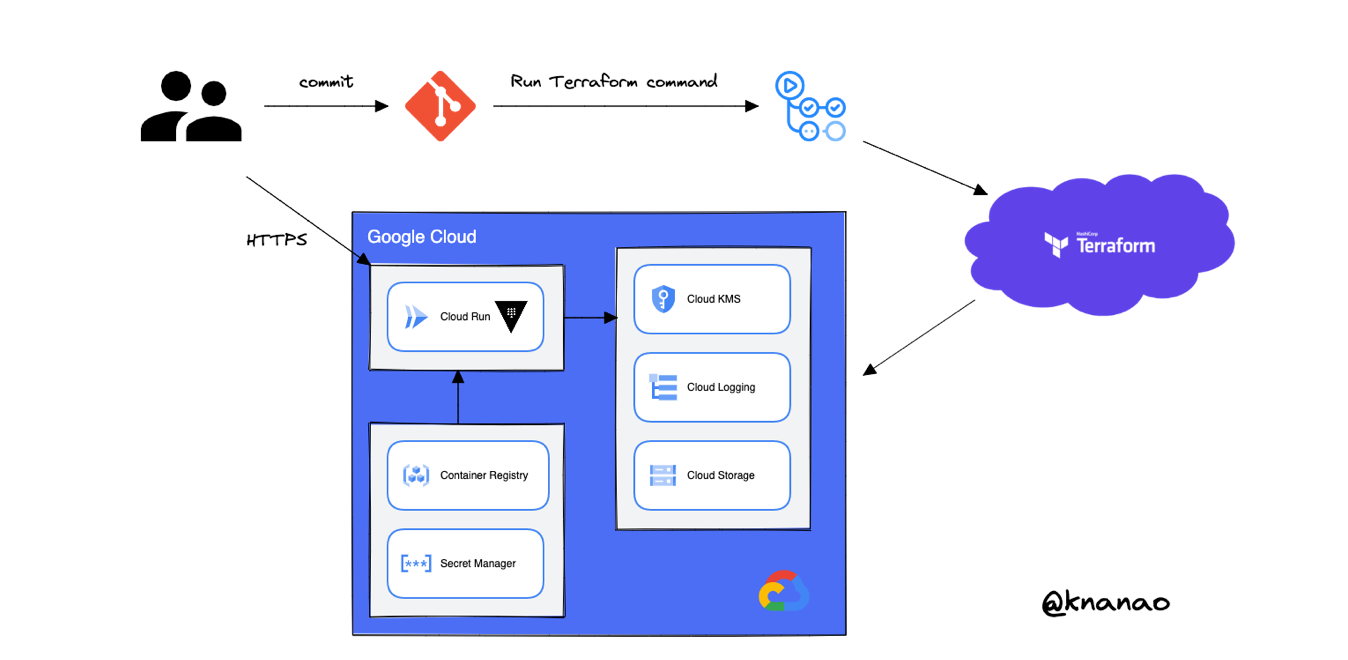 commit
Run Terraform command
HTTPS
Google Cloud
HashiCorp
Terraform
Cloud Run
Cloud KMS
Cloud Logging
Container Registry
Cloud Storage
Secret Manager
@knanao